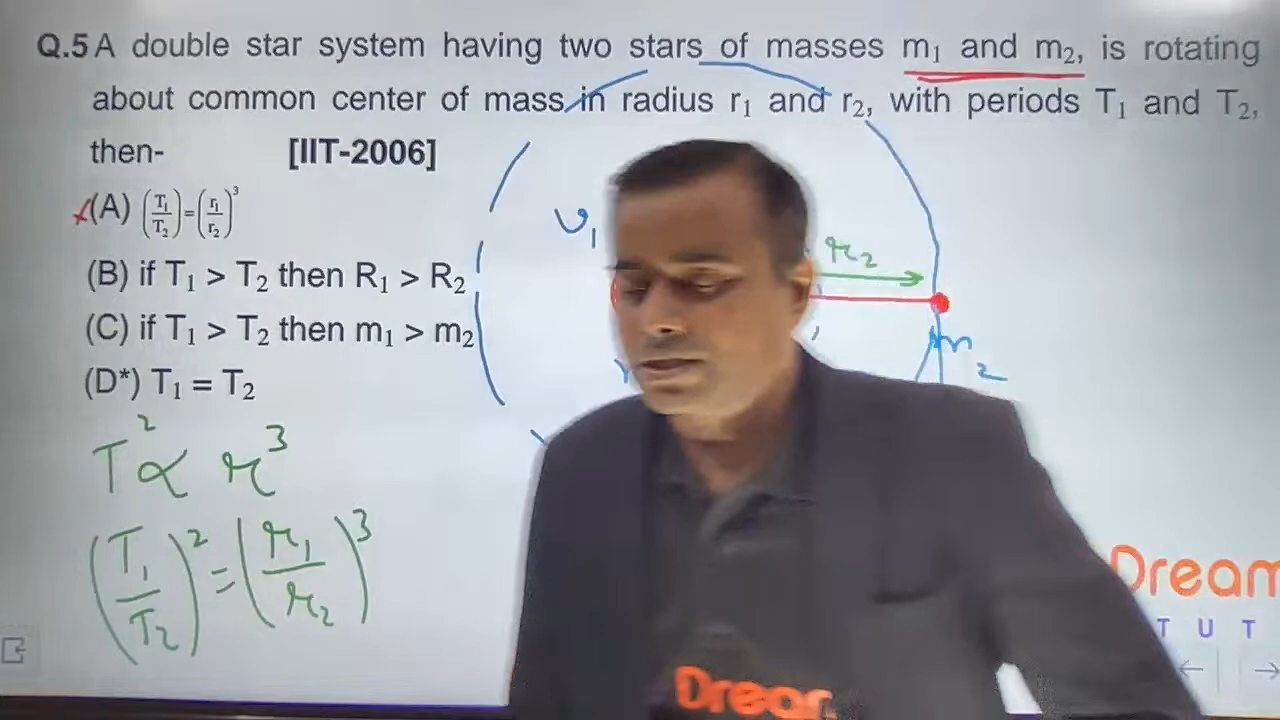 Q.5 A double star system having two stars of masses m₁ and m₂, is rotating
about common center of mass in radius r₁ and r₂, with periods T₁ and T₂,
then- [IIT-2006]
(A) (T₁/T₂)=(r₁/r₂)³
(B) if T₁ > T₂ then R₁ > R₂
(C) if T₁ > T₂ then m₁ > m₂
(D*) T₁ = T₂
T² ∝ r³
(T₁/T₂)² = (r₁/r₂)³
v₁
r₂
m₂
Dream
T U T
Drear.